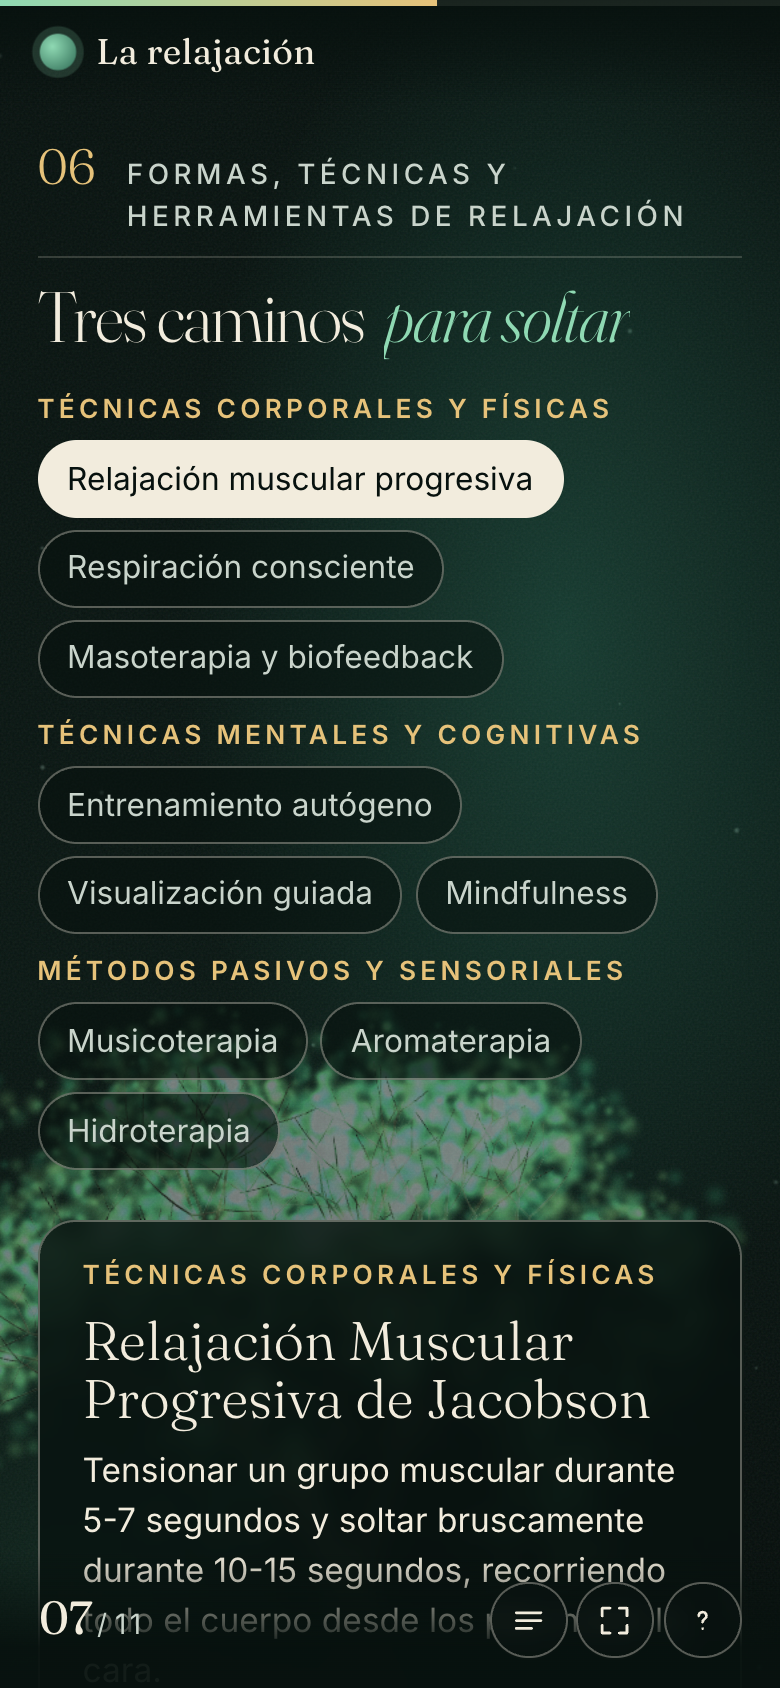 La relajación
06
FORMAS, TÉCNICAS Y
HERRAMIENTAS DE RELAJACIÓN
Tres caminos para soltar
TÉCNICAS CORPORALES Y FÍSICAS
Relajación muscular progresiva
Respiración consciente
Masoterapia y biofeedback
TÉCNICAS MENTALES Y COGNITIVAS
Entrenamiento autógeno
Visualización guiada Mindfulness
MÉTODOS PASIVOS Y SENSORIALES
Musicoterapia Aromaterapia
Hidroterapia
TÉCNICAS CORPORALES Y FÍSICAS
Relajación Muscular
Progresiva de Jacobson
Tensionar un grupo muscular durante
5-7 segundos y soltar bruscamente
durante 10-15 segundos, recorriendo
todo el cuerpo desde los
cara.
07 / 11
?